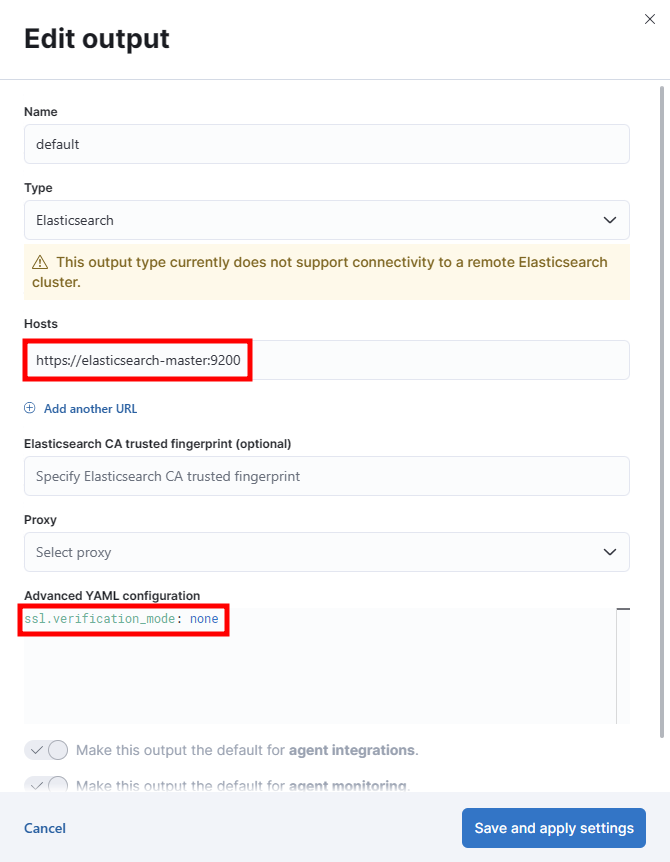 Edit output
Name
default
Type
Elasticsearch
This output type currently does not support connectivity to a remote Elasticsearch
cluster.
Hosts
https://elasticsearch-master:9200
Add another URL
Elasticsearch CA trusted fingerprint (optional)
Specify Elasticsearch CA trusted fingerprint
Proxy
Select proxy
Advanced YAML configuration
ssl.verification_mode: none
Make this output the default for agent integrations.
Make this output the default for agent monitoring.
Cancel
Save and apply settings